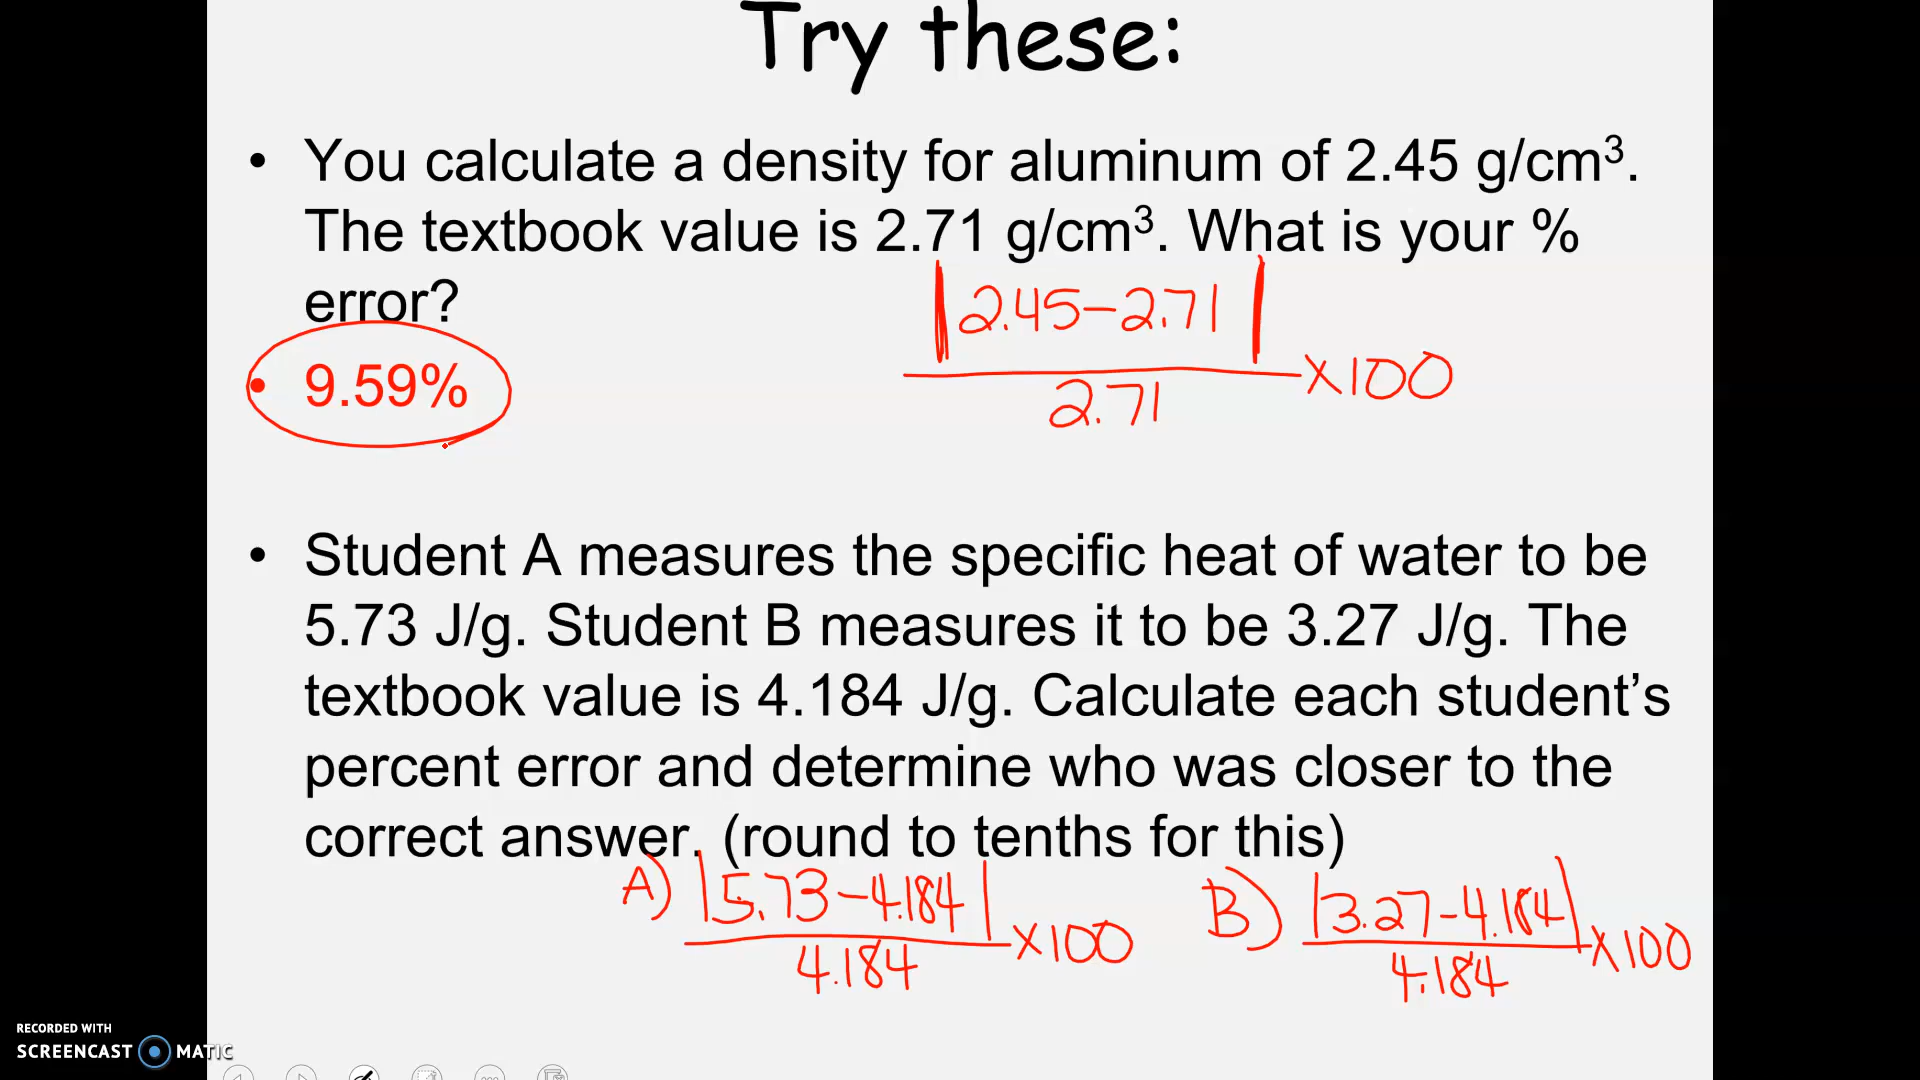 Try these:
• You calculate a density for aluminum of 2.45 g/cm³.
The textbook value is 2.71 g/cm³. What is your %
error?
|2.45-2.71|
2.71
×100
• 9.59%
• Student A measures the specific heat of water to be
5.73 J/g. Student B measures it to be 3.27 J/g. The
textbook value is 4.184 J/g. Calculate each student’s
percent error and determine who was closer to the
correct answer. (round to tenths for this)
A) |5.73-4.184|
4.184
×100
B) |3.27-4.184|
4.184
×100
RECORDED WITH
SCREENCAST MATIC